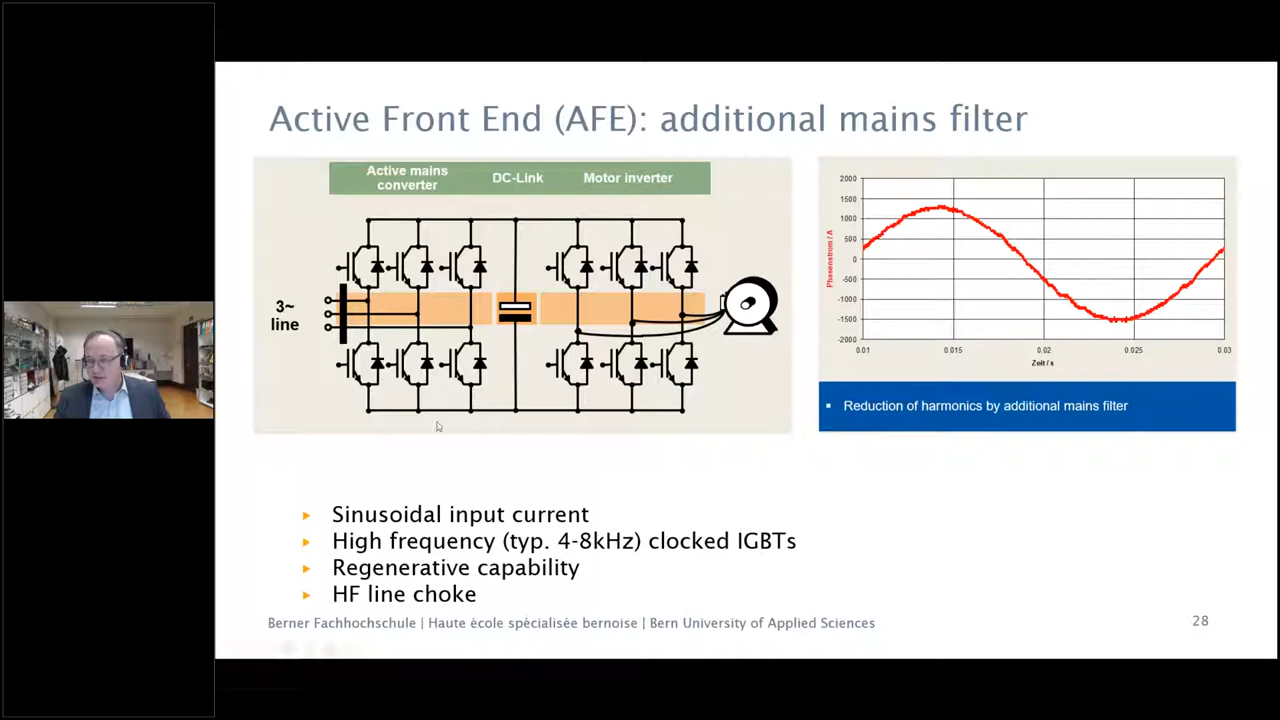 Active Front End (AFE): additional mains filter
Active mains
converter
DC-Link
Motor inverter
3~
line
Phasenstrom / A
2000
1500
1000
500
0
-500
-1000
-1500
-2000
0.01
0.015
0.02
0.025
0.03
Zeit / s
Reduction of harmonics by additional mains filter
Sinusoidal input current
High frequency (typ. 4-8kHz) clocked IGBTs
Regenerative capability
HF line choke
Berner Fachhochschule | Haute école spécialisée bernoise | Bern University of Applied Sciences
28